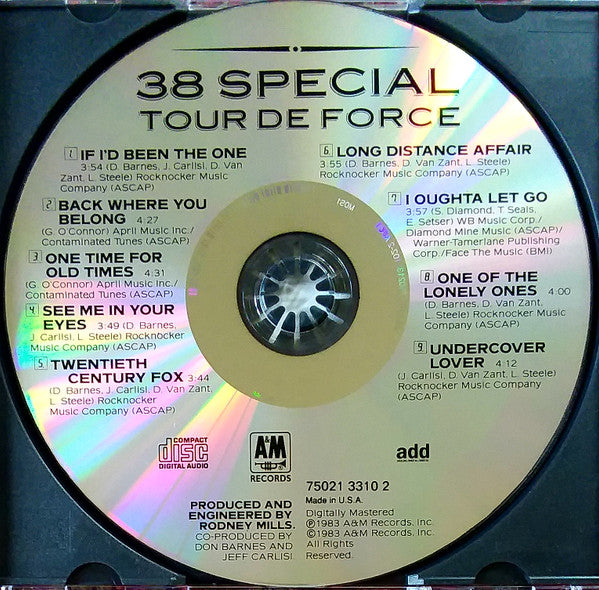 38 SPECIAL
TOUR DE FORCE
1 IF I'D BEEN THE ONE
3:54 (D. Barnes, J. Carlisi, D. Van
Zant, L. Steele) Rocknocker Music
Company (ASCAP)
2 BACK WHERE YOU
BELONG 4:27
(G. O'Connor) April Music Inc./
Contaminated Tunes (ASCAP)
3 ONE TIME FOR
OLD TIMES 4:31
(G. O'Connor) April Music Inc./
Contaminated Tunes (ASCAP)
4 SEE ME IN YOUR
EYES 3:49 (D. Barnes,
J. Carlisi, L. Steele) Rocknocker
Music Company (ASCAP)
5 TWENTIETH
CENTURY FOX 3:44
(D. Barnes, J. Carlisi, D. Van Zant,
L. Steele) Rocknocker
Music Company (ASCAP)
6 LONG DISTANCE AFFAIR
3:55 (D. Barnes, D. Van Zant, L. Steele)
Rocknocker Music Company (ASCAP)
7 I OUGHTA LET GO
3:57 (S. Diamond, T. Seals,
E. Setser) WB Music Corp./
Diamond Mine Music (ASCAP)/
Warner-Tamerlane Publishing
Corp./Face The Music (BMI)
8 ONE OF THE
LONELY ONES 4:00
(D. Barnes, D. Van Zant,
L. Steele) Rocknocker
Music Company (ASCAP)
9 UNDERCOVER
LOVER 4:12
(J. Carlisi, D. Van Zant, L. Steele)
Rocknocker Music Company
(ASCAP)
COMPACT
disc
DIGITAL AUDIO
A&M
RECORDS
add
75021 3310 2
Made in U.S.A.
Digitally Mastered
℗1983 A&M Records, Inc.
©1983 A&M Records, Inc.
All Rights
Reserved.
PRODUCED AND
ENGINEERED BY
RODNEY MILLS.
CO-PRODUCED BY
DON BARNES AND
JEFF CARLISI.